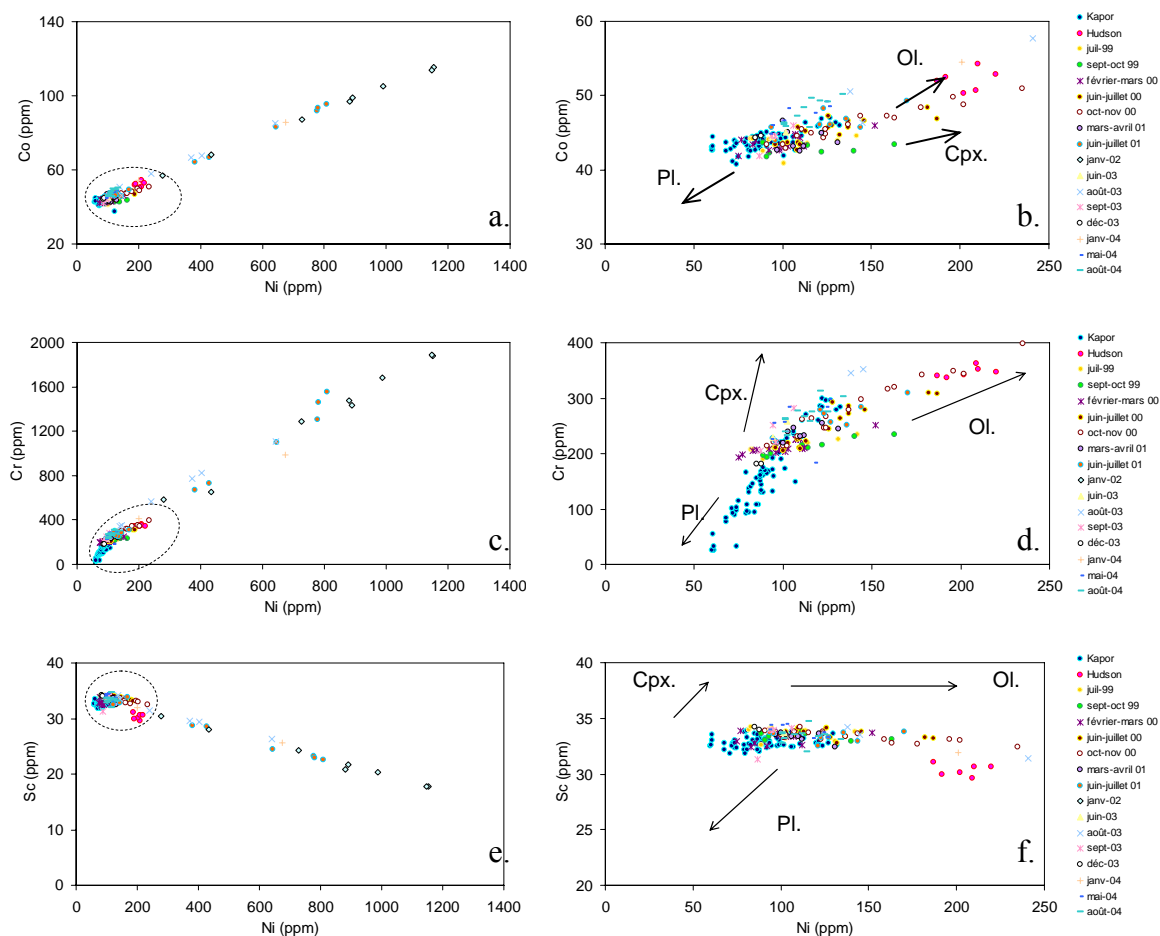 140
100
60
20
Co (ppm)
0 200 400 600 800 1000 1200 1400
Ni (ppm)
a.
60
50
40
30
Co (ppm)
Ol.
Cpx.
Pl.
0 50 100 150 200 250
Ni (ppm)
b.
Kapor
Hudson
juil-99
sept-oct 99
février-mars 00
juin-juillet 00
oct-nov 00
mars-avril 01
juin-juillet 01
janv-02
juin-03
août-03
sept-03
déc-03
janv-04
mai-04
août-04
2000
1600
1200
800
400
0
Cr (ppm)
0 200 400 600 800 1000 1200 1400
Ni (ppm)
c.
400
300
200
100
0
Cr (ppm)
Cpx.
Ol.
Pl.
0 50 100 150 200 250
Ni (ppm)
d.
Kapor
Hudson
juil-99
sept-oct 99
février-mars 00
juin-juillet 00
oct-nov 00
mars-avril 01
juin-juillet 01
janv-02
juin-03
août-03
sept-03
déc-03
janv-04
mai-04
août-04
40
30
20
10
0
Sc (ppm)
0 200 400 600 800 1000 1200 1400
Ni (ppm)
e.
40
35
30
25
20
Sc (ppm)
Cpx.
Ol.
Pl.
0 50 100 150 200 250
Ni (ppm)
f.
Kapor
Hudson
juil-99
sept-oct 99
février-mars 00
juin-juillet 00
oct-nov 00
mars-avril 01
juin-juillet 01
janv-02
juin-03
août-03
sept-03
déc-03
janv-04
mai-04
août-04